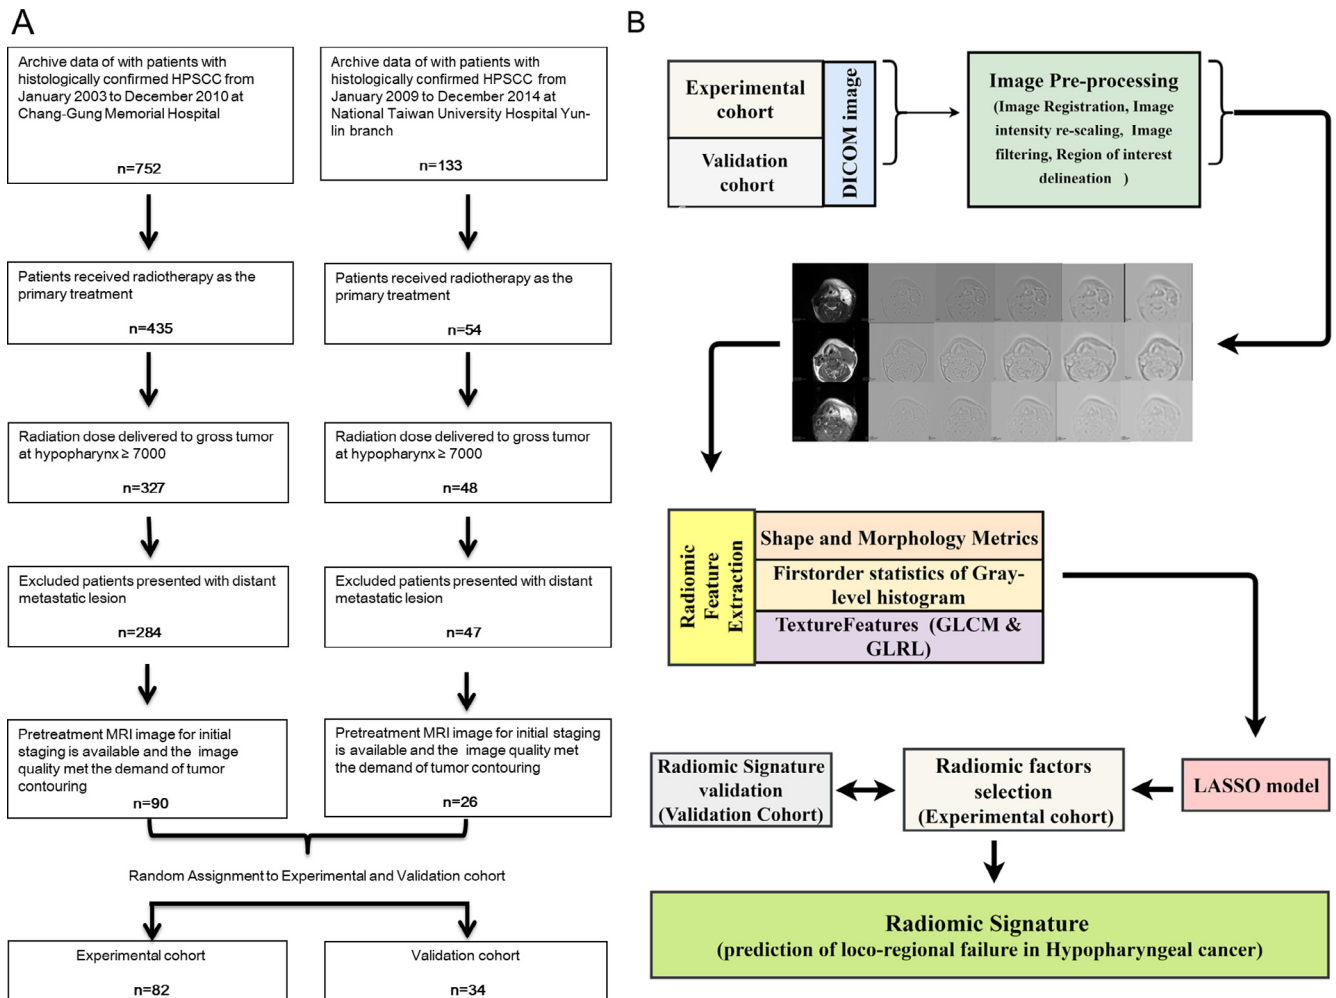 A
Archive data of with patients with
histologically confirmed HPSCC from
January 2003 to December 2010 at
Chang-Gung Memorial Hospital
n=752
Archive data of with patients with
histologically confirmed HPSCC from
January 2009 to December 2014 at
National Taiwan University Hospital Yun-
lin branch
n=133
Patients received radiotherapy as the
primary treatment
n=435
Patients received radiotherapy as the
primary treatment
n=54
Radiation dose delivered to gross tumor
at hypopharynx ≥ 7000
n=327
Radiation dose delivered to gross tumor
at hypopharynx ≥ 7000
n=48
Excluded patients presented with distant
metastatic lesion
n=284
Excluded patients presented with distant
metastatic lesion
n=47
Pretreatment MRI image for initial
staging is available and the image
quality met the demand of tumor
contouring
n=90
Pretreatment MRI image for initial staging
is available and the image quality met
the demand of tumor contouring
n=26
Random Assignment to Experimental and Validation cohort
Experimental cohort
n=82
Validation cohort
n=34
B
Experimental
cohort
Validation
cohort
DICOM image
Image Pre-processing
(Image Registration, Image
intensity re-scaling, Image
filtering, Region of interest
delineation )
Radiomic
Feature
Extraction
Shape and Morphology Metrics
Firstorder statistics of Gray-
level histogram
TextureFeatures (GLCM &
GLRL)
LASSO model
Radiomic factors
selection
(Experimental cohort)
Radiomic Signature
validation
(Validation Cohort)
Radiomic Signature
(prediction of loco-regional failure in Hypopharyngeal cancer)